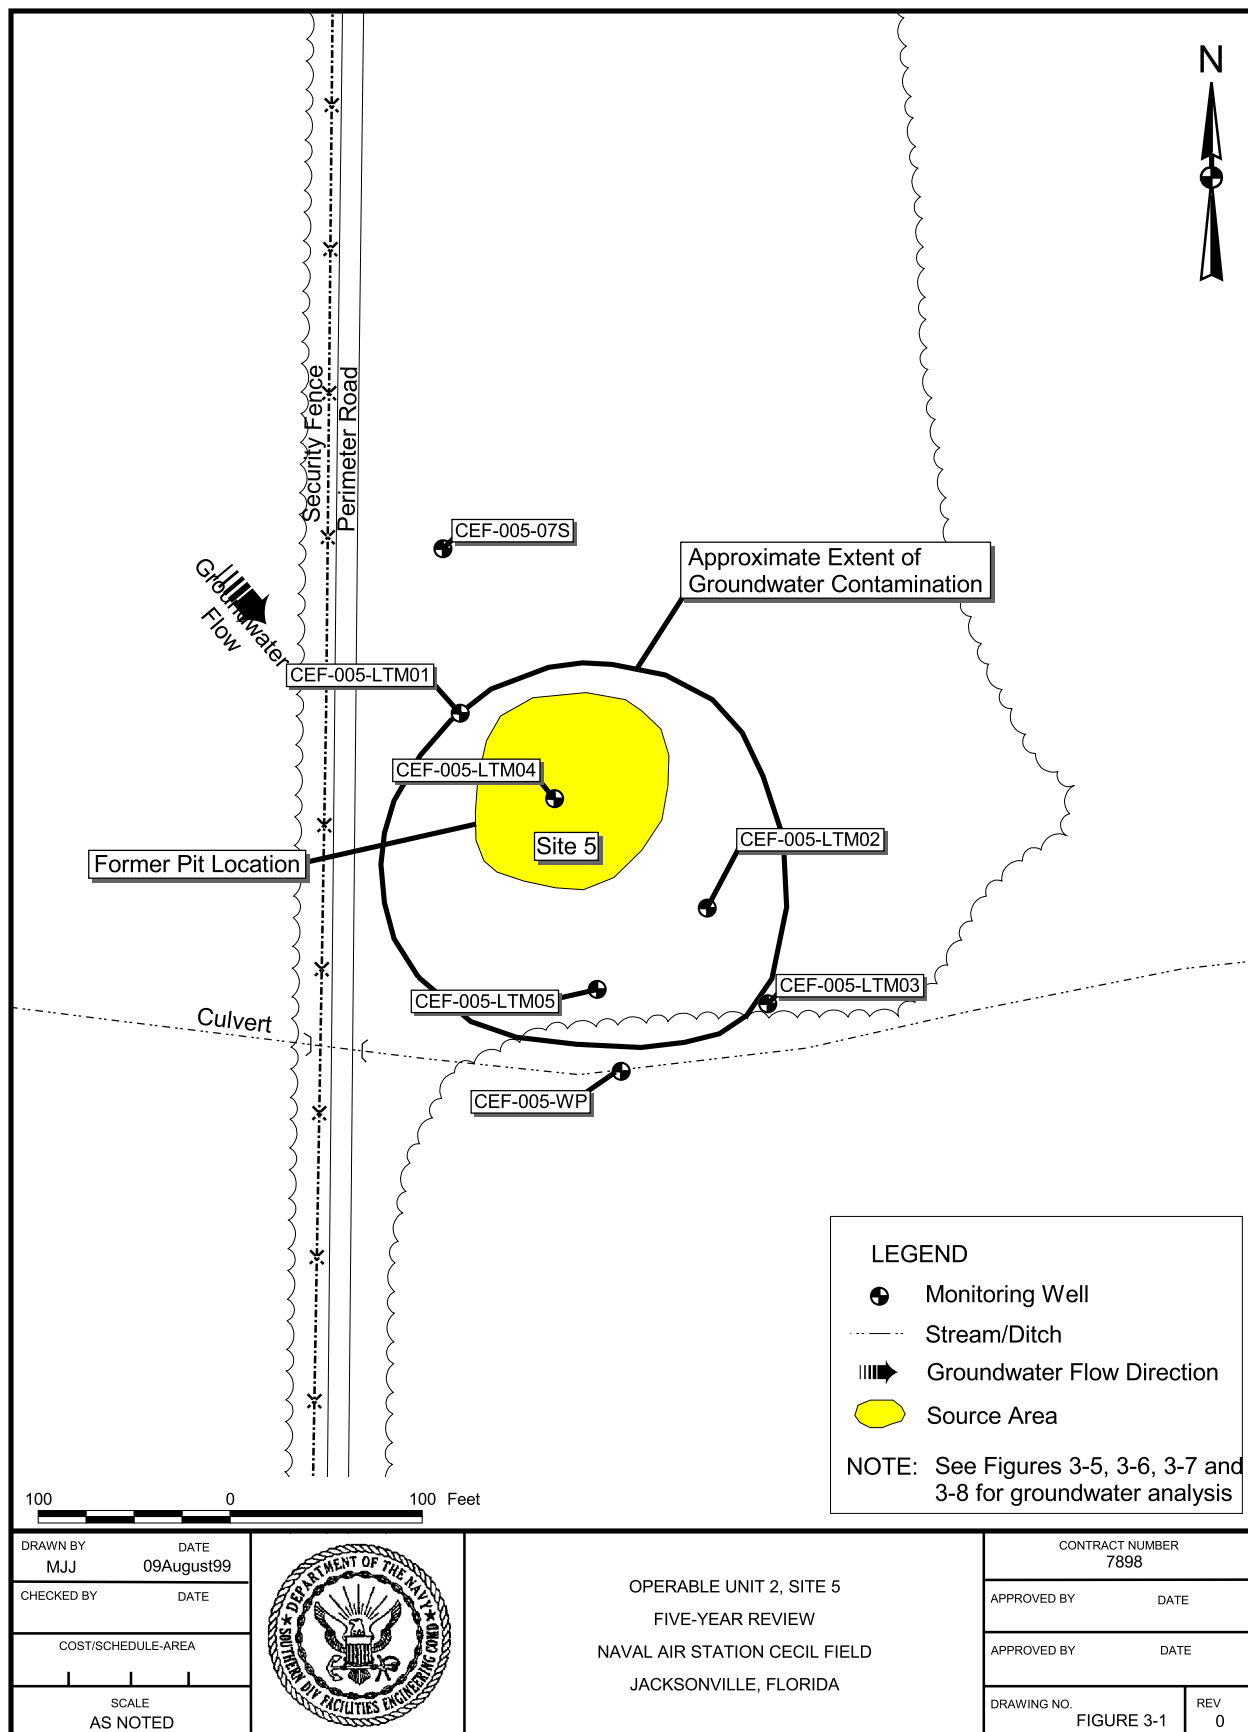 N
Security Fence
Perimeter Road
CEF-005-07S
Approximate Extent of
Groundwater Contamination
Groundwater
Flow
CEF-005-LTM01
CEF-005-LTM04
Site 5
CEF-005-LTM02
Former Pit Location
CEF-005-LTM05
CEF-005-LTM03
Culvert
CEF-005-WP
LEGEND
Monitoring Well
Stream/Ditch
Groundwater Flow Direction
Source Area
NOTE: See Figures 3-5, 3-6, 3-7 and
3-8 for groundwater analysis
100 0 100 Feet
DRAWN BY DATE
MJJ 09August99
CHECKED BY DATE
COST/SCHEDULE-AREA
SCALE
AS NOTED
DEPARTMENT OF THE NAVY
SOUTHERN DIV FACILITIES ENGINEERING COMD
OPERABLE UNIT 2, SITE 5
FIVE-YEAR REVIEW
NAVAL AIR STATION CECIL FIELD
JACKSONVILLE, FLORIDA
CONTRACT NUMBER
7898
APPROVED BY DATE
APPROVED BY DATE
DRAWING NO. REV
FIGURE 3-1 0